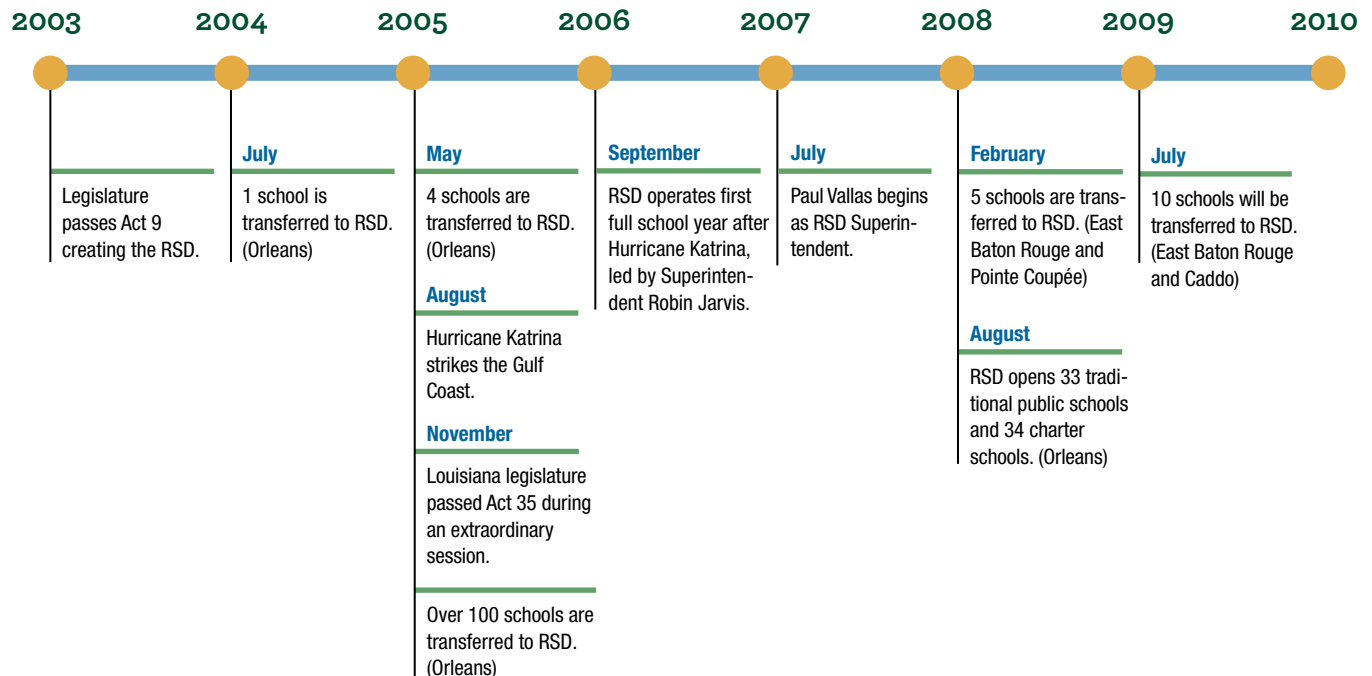 2003 2004 2005 2006 2007 2008 2009 2010
Legislature
passes Act 9
creating the RSD.
July
1 school is
transferred to RSD.
(Orleans)
May
4 schools are
transferred to RSD.
(Orleans)
August
Hurricane Katrina
strikes the Gulf
Coast.
November
Louisiana legislature
passed Act 35 during
an extraordinary
session.
Over 100 schools are
transferred to RSD.
(Orleans)
September
RSD operates first
full school year after
Hurricane Katrina,
led by Superinten-
dent Robin Jarvis.
July
Paul Vallas begins
as RSD Superin-
tendent.
February
5 schools are trans-
ferred to RSD. (East
Baton Rouge and
Pointe Coupée)
August
RSD opens 33 tradi-
tional public schools
and 34 charter
schools. (Orleans)
July
10 schools will be
transferred to RSD.
(East Baton Rouge
and Caddo)